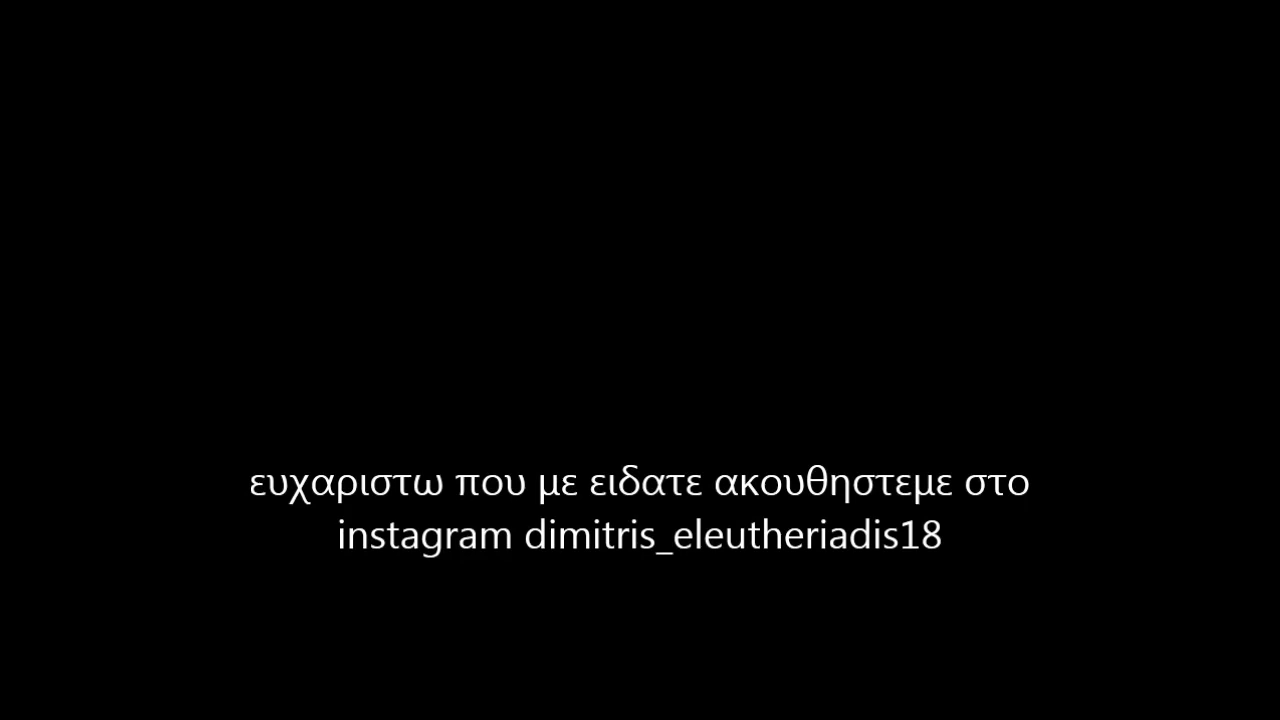 ευχαριστω που με ειδατε ακουθηστεμε στο
instagram dimitris_eleutheriadis18